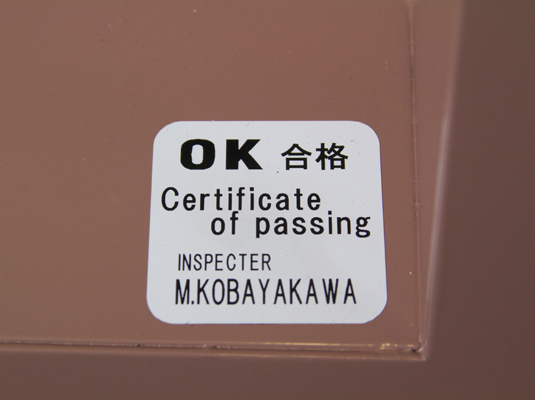 OK 合格
Certificate
of passing
INSPECTER
M.KOBAYAKAWA